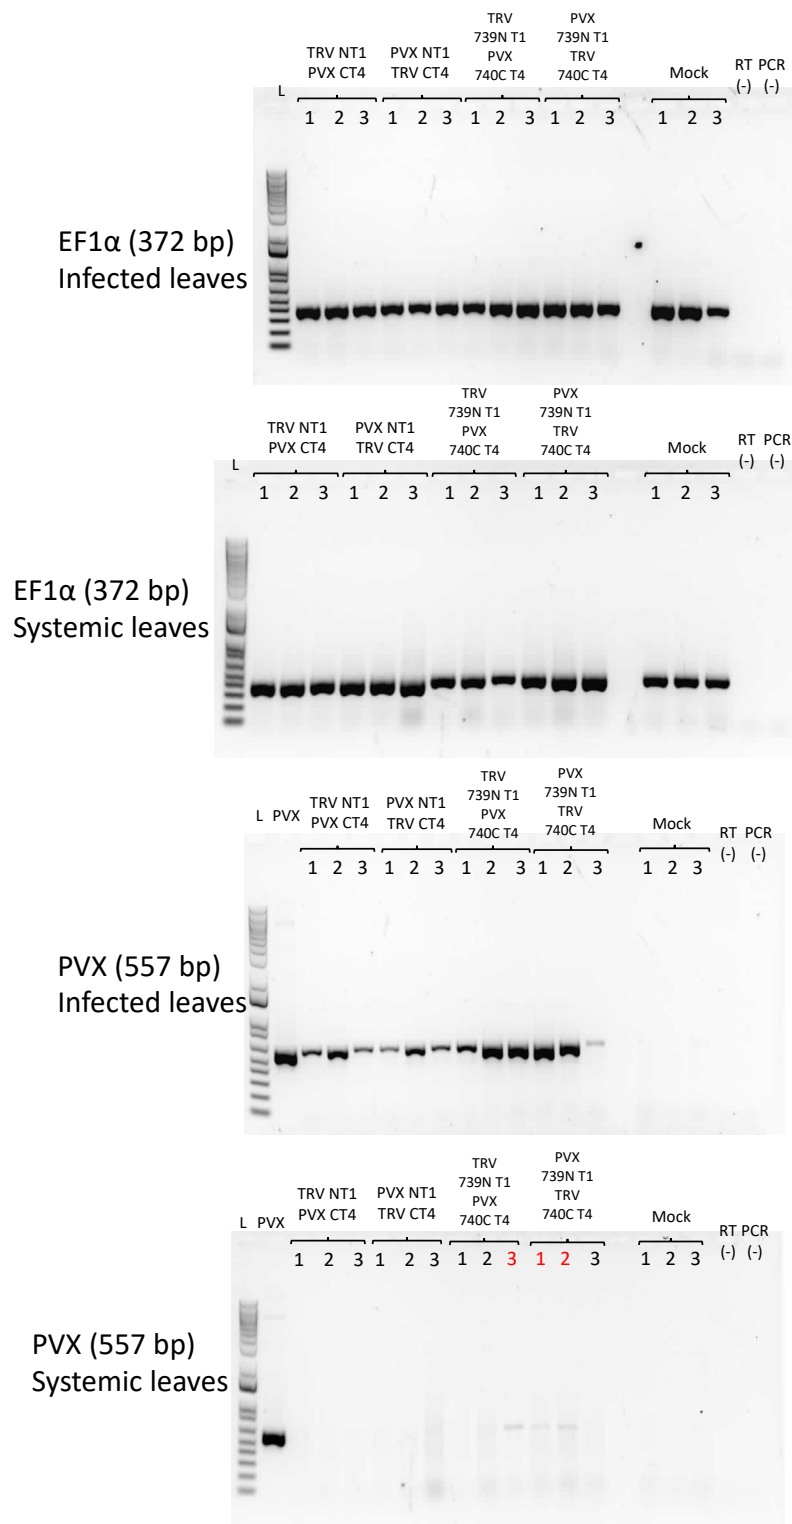 TRV PVX
TRV NT1 PVX NT1 739N T1 739N T1
PVX CT4 TRV CT4 PVX TRV Mock RT PCR
740C T4 740C T4 (-) (-)
L
1 2 3 1 2 3 1 2 3 1 2 3 1 2 3
EF1α (372 bp)
Infected leaves
TRV PVX
TRV NT1 PVX NT1 739N T1 739N T1
PVX CT4 TRV CT4 PVX TRV Mock RT PCR
740C T4 740C T4 (-) (-)
L
1 2 3 1 2 3 1 2 3 1 2 3 1 2 3
EF1α (372 bp)
Systemic leaves
TRV PVX
TRV NT1 PVX NT1 739N T1 739N T1
L PVX PVX CT4 TRV CT4 PVX TRV Mock RT PCR
740C T4 740C T4 (-) (-)
1 2 3 1 2 3 1 2 3 1 2 3 1 2 3
PVX (557 bp)
Infected leaves
TRV PVX
TRV NT1 PVX NT1 739N T1 739N T1
L PVX PVX CT4 TRV CT4 PVX TRV Mock RT PCR
740C T4 740C T4 (-) (-)
1 2 3 1 2 3 1 2 3 1 2 3 1 2 3
PVX (557 bp)
Systemic leaves